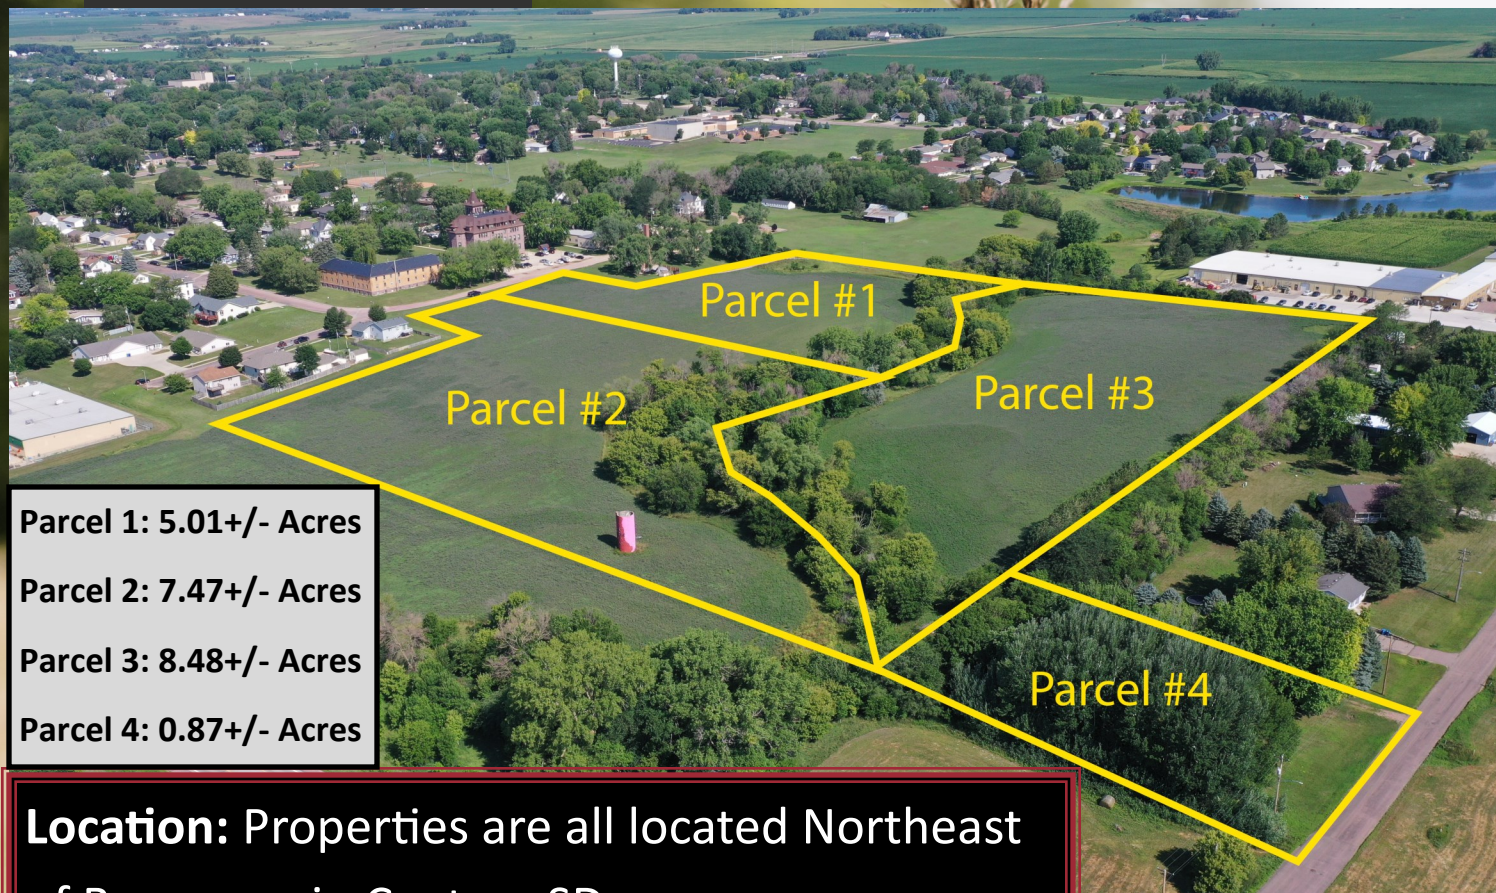 Parcel #1
Parcel #2
Parcel #3
Parcel #4
Parcel 1: 5.01+/- Acres
Parcel 2: 7.47+/- Acres
Parcel 3: 8.48+/- Acres
Parcel 4: 0.87+/- Acres
Location: Properties are all located Northeast